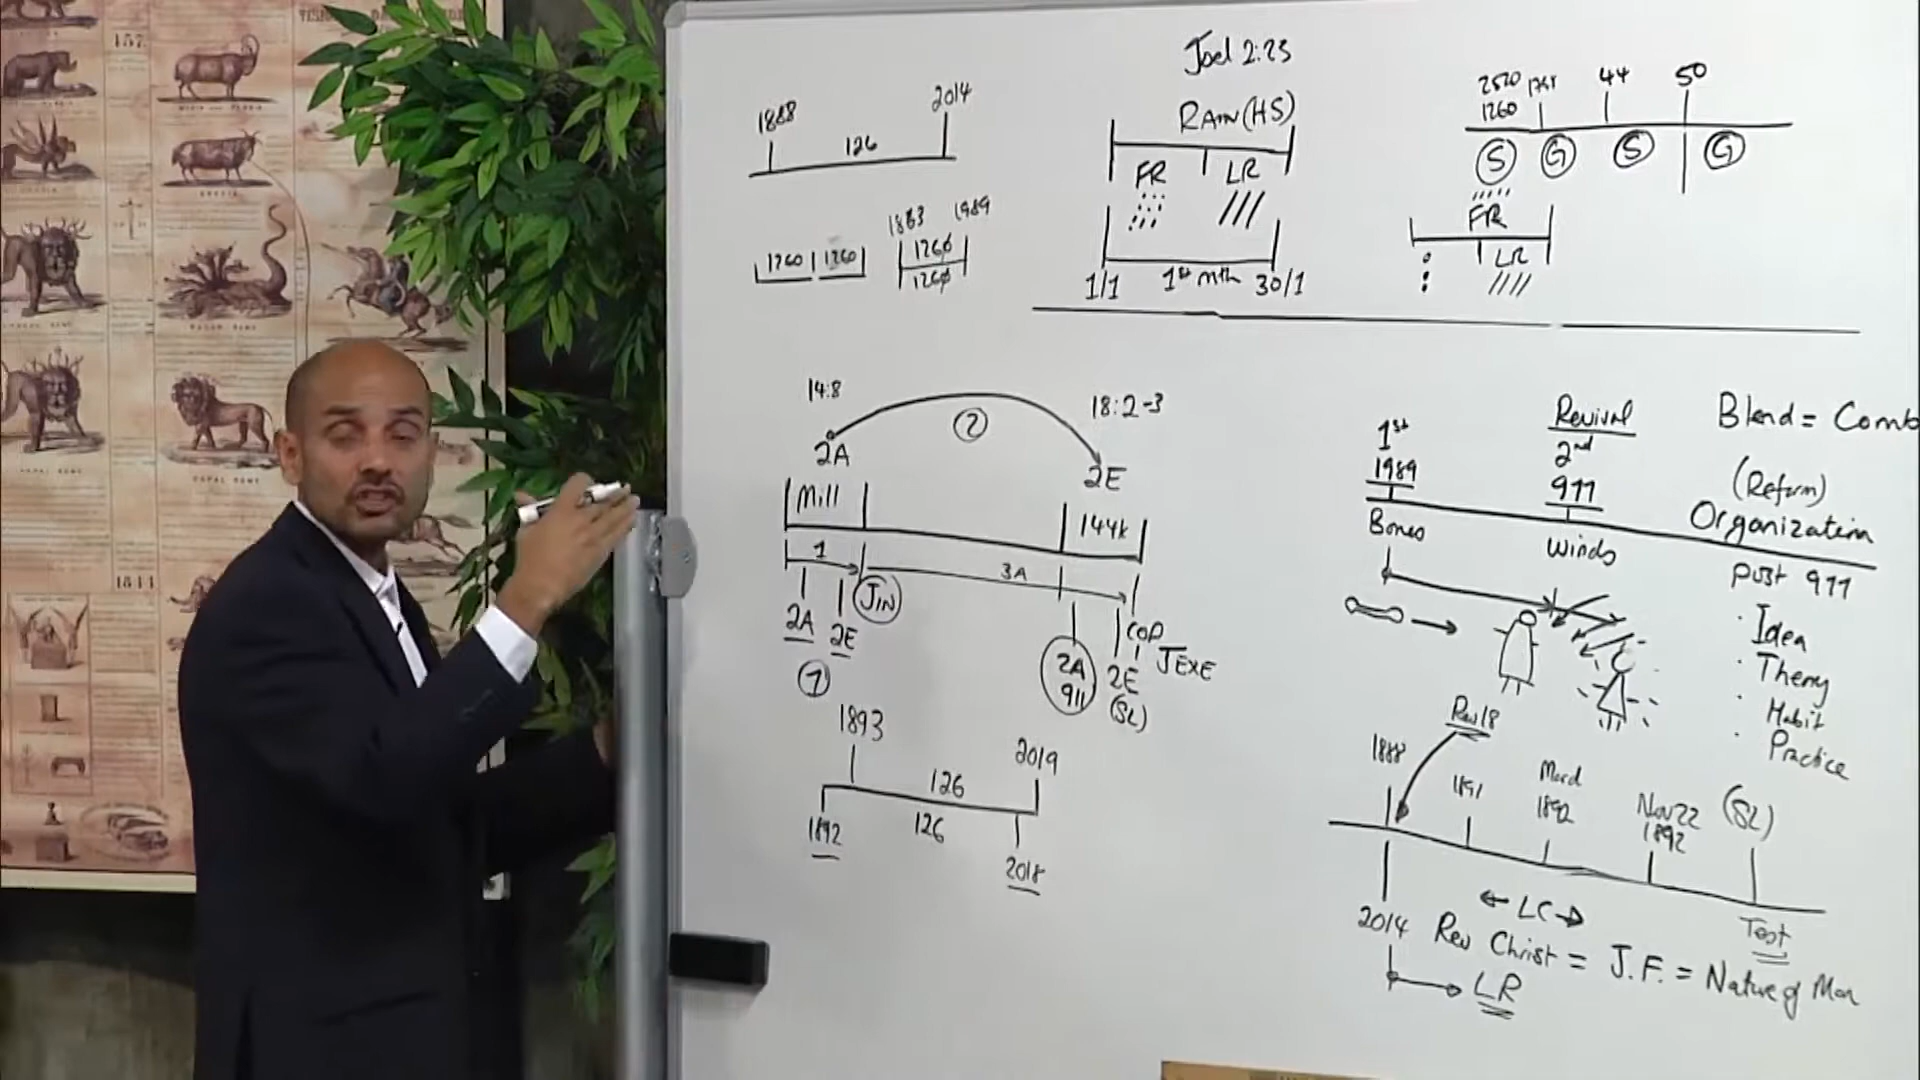 1888
2014
126
1260
1260
1863
1989
1260
1260
Joel 2:23
RAIN (HS)
FR
LR
1/1
1st mth
30/1
2520
1260
44
50
S
G
S
G
FR
LR
14:8
2
18:2-3
2A
2E
Mill
144k
1
3A
JIN
2A
2E
1
2A
911
2E
(SL)
COP
JEXE
1893
2019
126
126
1892
2018
1st
1989
Revival
2nd
911
Blend = Comb
(Reform)
Organization
Bones
Winds
Post 911
· Idea
· Theory
· Habit
· Practice
Rev 18
1888
1891
1892
Nov 22
1892
(SL)
← LC →
Test
2014
Rev Christ = J.F. = Nature of Man
LR
157
1844